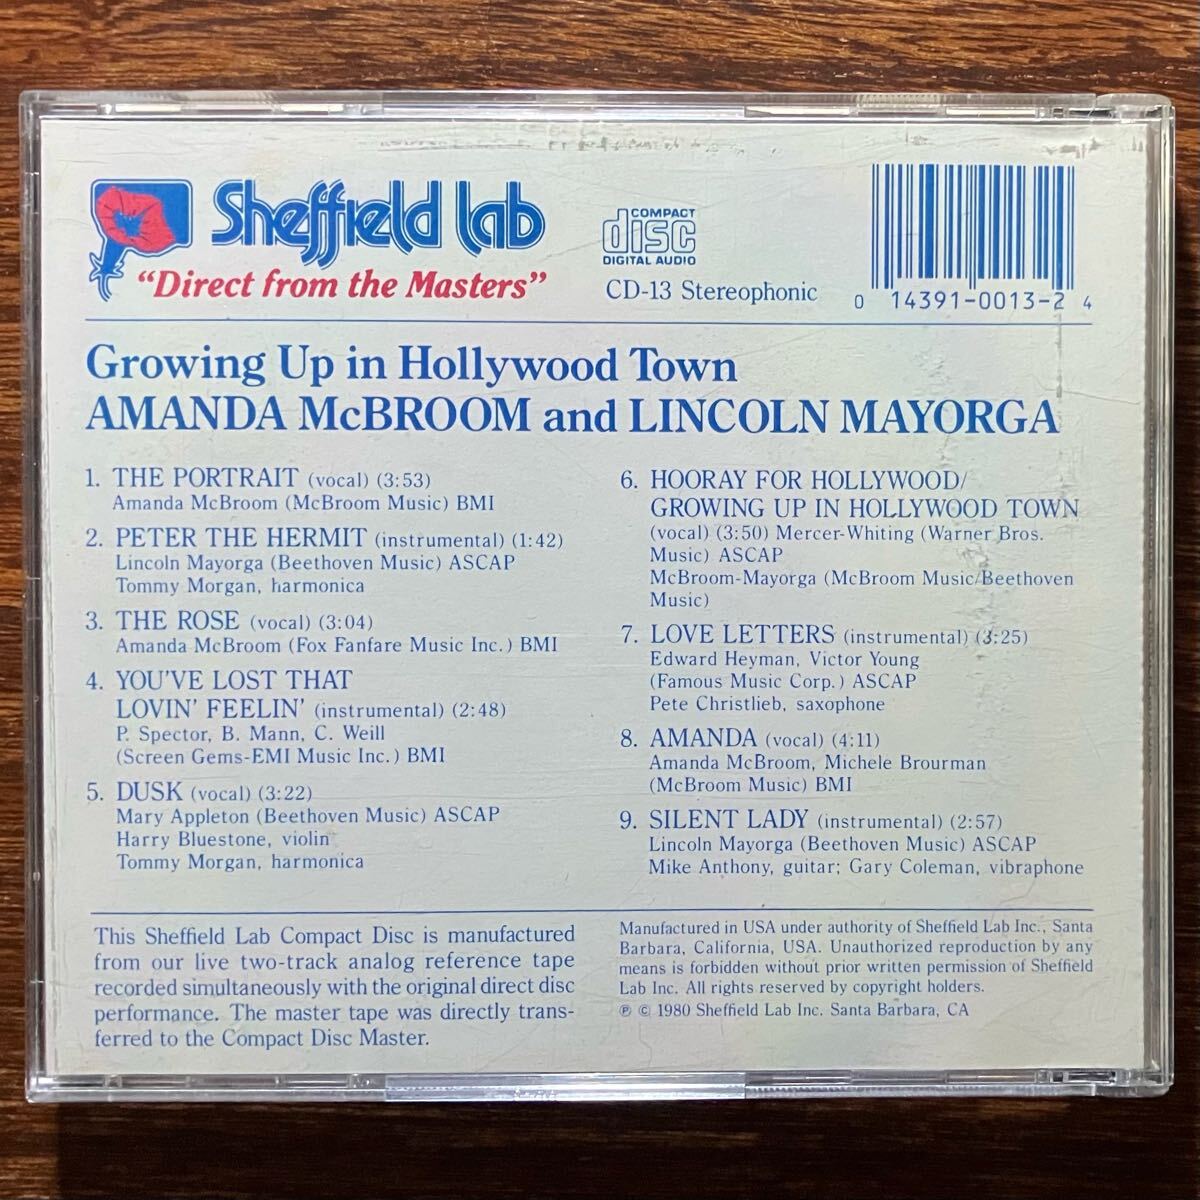 Sheffield Lab
"Direct from the Masters"
COMPACT
disc
DIGITAL AUDIO
CD-13 Stereophonic
0 14391-0013-2 4
Growing Up in Hollywood Town
AMANDA McBROOM and LINCOLN MAYORGA
1. THE PORTRAIT (vocal) (3:53)
Amanda McBroom (McBroom Music) BMI
2. PETER THE HERMIT (instrumental) (1:42)
Lincoln Mayorga (Beethoven Music) ASCAP
Tommy Morgan, harmonica
3. THE ROSE (vocal) (3:04)
Amanda McBroom (Fox Fanfare Music Inc.) BMI
4. YOU'VE LOST THAT
LOVIN' FEELIN' (instrumental) (2:48)
P. Spector, B. Mann, C. Weill
(Screen Gems-EMI Music Inc.) BMI
5. DUSK (vocal) (3:22)
Mary Appleton (Beethoven Music) ASCAP
Harry Bluestone, violin
Tommy Morgan, harmonica
6. HOORAY FOR HOLLYWOOD/
GROWING UP IN HOLLYWOOD TOWN
(vocal) (3:50) Mercer-Whiting (Warner Bros.
Music) ASCAP
McBroom-Mayorga (McBroom Music/Beethoven
Music)
7. LOVE LETTERS (instrumental) (3:25)
Edward Heyman, Victor Young
(Famous Music Corp.) ASCAP
Pete Christlieb, saxophone
8. AMANDA (vocal) (4:11)
Amanda McBroom, Michele Brourman
(McBroom Music) BMI
9. SILENT LADY (instrumental) (2:57)
Lincoln Mayorga (Beethoven Music) ASCAP
Mike Anthony, guitar; Gary Coleman, vibraphone
This Sheffield Lab Compact Disc is manufactured
from our live two-track analog reference tape
recorded simultaneously with the original direct disc
performance. The master tape was directly trans-
ferred to the Compact Disc Master.
Manufactured in USA under authority of Sheffield Lab Inc., Santa
Barbara, California, USA. Unauthorized reproduction by any
means is forbidden without prior written permission of Sheffield
Lab Inc. All rights reserved by copyright holders.
℗ © 1980 Sheffield Lab Inc. Santa Barbara, CA